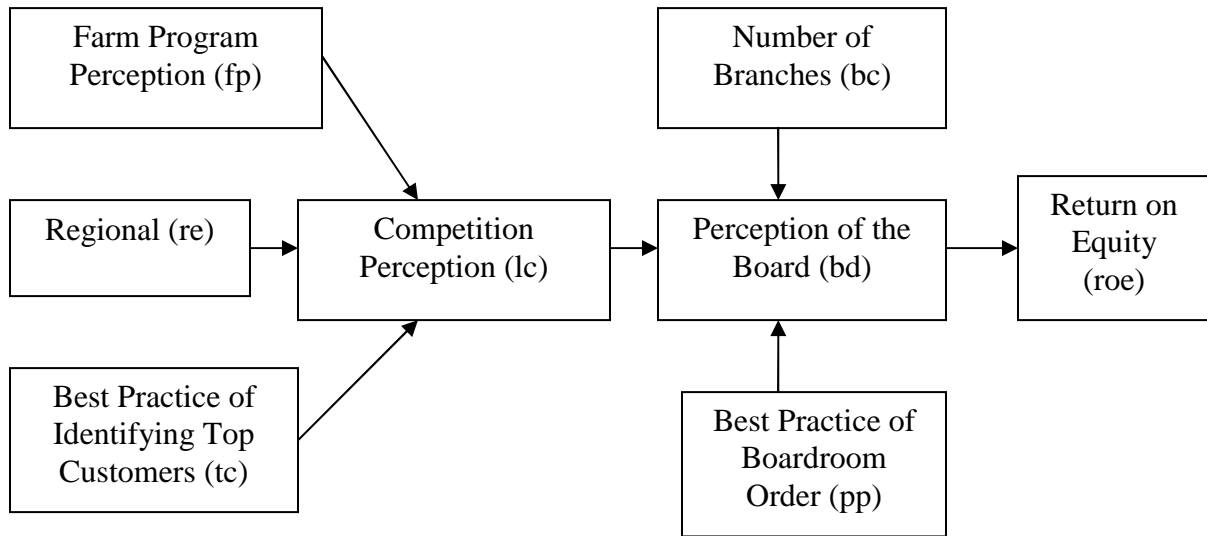 Farm Program
Perception (fp)
Number of
Branches (bc)
Regional (re)
Competition
Perception (lc)
Perception of the
Board (bd)
Return on
Equity
(roe)
Best Practice of
Identifying Top
Customers (tc)
Best Practice of
Boardroom
Order (pp)